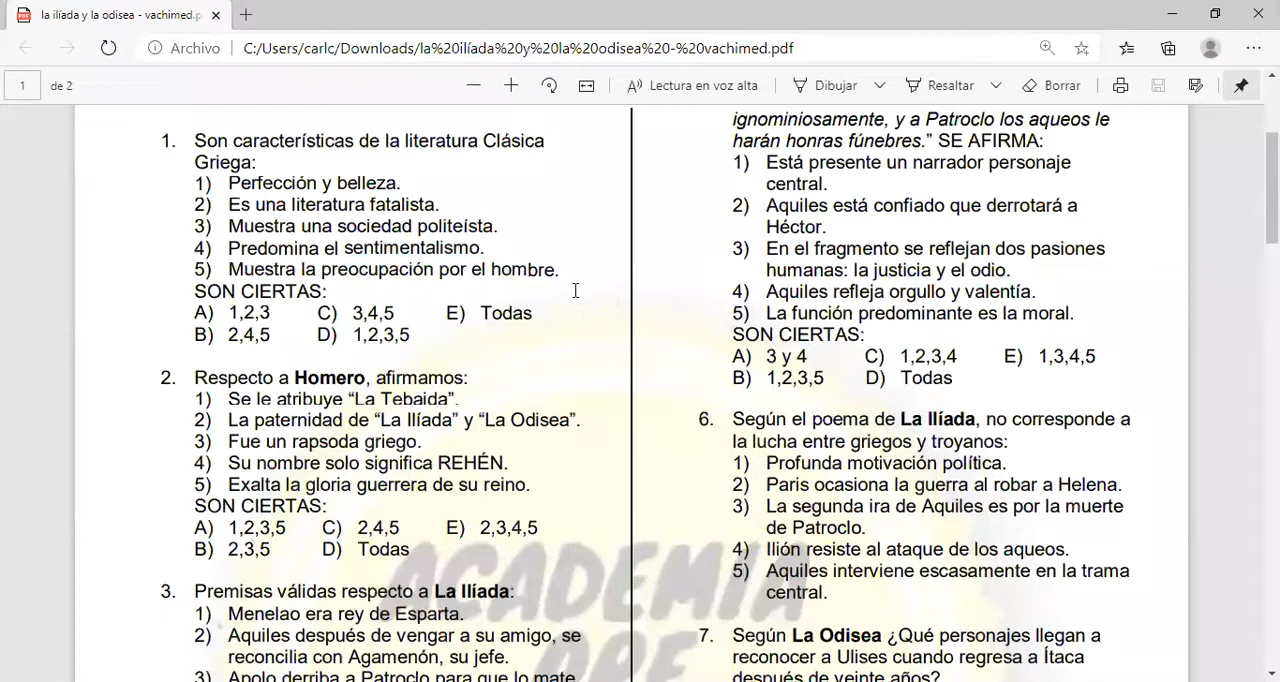 la ilíada y la odisea - vachimed.p
Archivo
C:/Users/carlc/Downloads/la%20ilíada%20y%20la%20odisea%20-%20vachimed.pdf
1 de 2
Lectura en voz alta
Dibujar
Resaltar
Borrar
1. Son características de la literatura Clásica
Griega:
1) Perfección y belleza.
2) Es una literatura fatalista.
3) Muestra una sociedad politeísta.
4) Predomina el sentimentalismo.
5) Muestra la preocupación por el hombre.
SON CIERTAS:
A) 1,2,3 C) 3,4,5 E) Todas
B) 2,4,5 D) 1,2,3,5
2. Respecto a Homero, afirmamos:
1) Se le atribuye “La Tebaida”.
2) La paternidad de “La Ilíada” y “La Odisea”.
3) Fue un rapsoda griego.
4) Su nombre solo significa REHÉN.
5) Exalta la gloria guerrera de su reino.
SON CIERTAS:
A) 1,2,3,5 C) 2,4,5 E) 2,3,4,5
B) 2,3,5 D) Todas
3. Premisas válidas respecto a La Ilíada:
1) Menelao era rey de Esparta.
2) Aquiles después de vengar a su amigo, se
reconcilia con Agamenón, su jefe.
3) Apolo derriba a Patroclo para que lo mate
ignominiosamente, y a Patroclo los aqueos le
harán honras fúnebres.” SE AFIRMA:
1) Está presente un narrador personaje
central.
2) Aquiles está confiado que derrotará a
Héctor.
3) En el fragmento se reflejan dos pasiones
humanas: la justicia y el odio.
4) Aquiles refleja orgullo y valentía.
5) La función predominante es la moral.
SON CIERTAS:
A) 3 y 4 C) 1,2,3,4 E) 1,3,4,5
B) 1,2,3,5 D) Todas
6. Según el poema de La Ilíada, no corresponde a
la lucha entre griegos y troyanos:
1) Profunda motivación política.
2) Paris ocasiona la guerra al robar a Helena.
3) La segunda ira de Aquiles es por la muerte
de Patroclo.
4) Ilión resiste al ataque de los aqueos.
5) Aquiles interviene escasamente en la trama
central.
7. Según La Odisea ¿Qué personajes llegan a
reconocer a Ulises cuando regresa a Ítaca
después de veinte años?
ACADEMIA
PRE